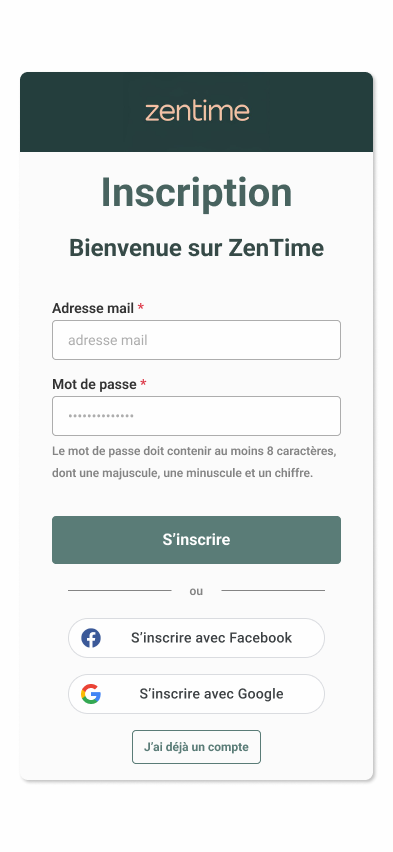 zentime
Inscription
Bienvenue sur ZenTime
Adresse mail *
adresse mail
Mot de passe *
••••••••••••••
Le mot de passe doit contenir au moins 8 caractères,
dont une majuscule, une minuscule et un chiffre.
S’inscrire
ou
S’inscrire avec Facebook
S’inscrire avec Google
J’ai déjà un compte